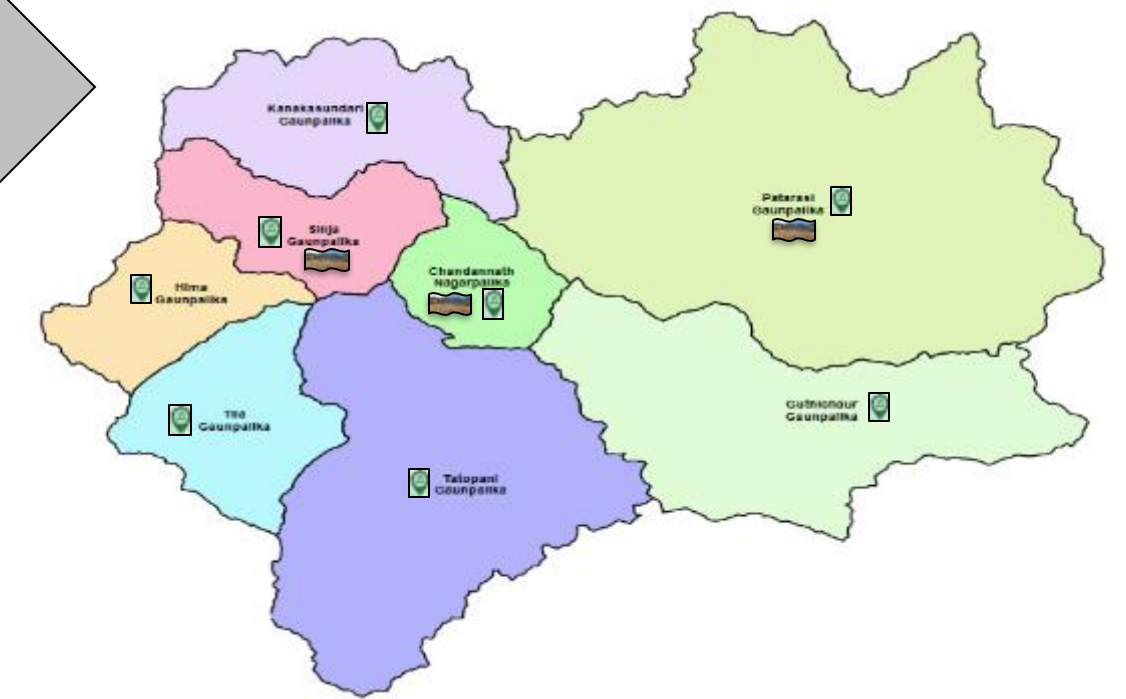 Kanakasundari
Gaunpalika
Patarasi
Gaunpalika
Sinja
Gaunpalika
Chandannath
Nagarpalika
Hima
Gaunpalika
Guthichaur
Gaunpalika
Tila
Gaunpalika
Tatopani
Gaunpalika